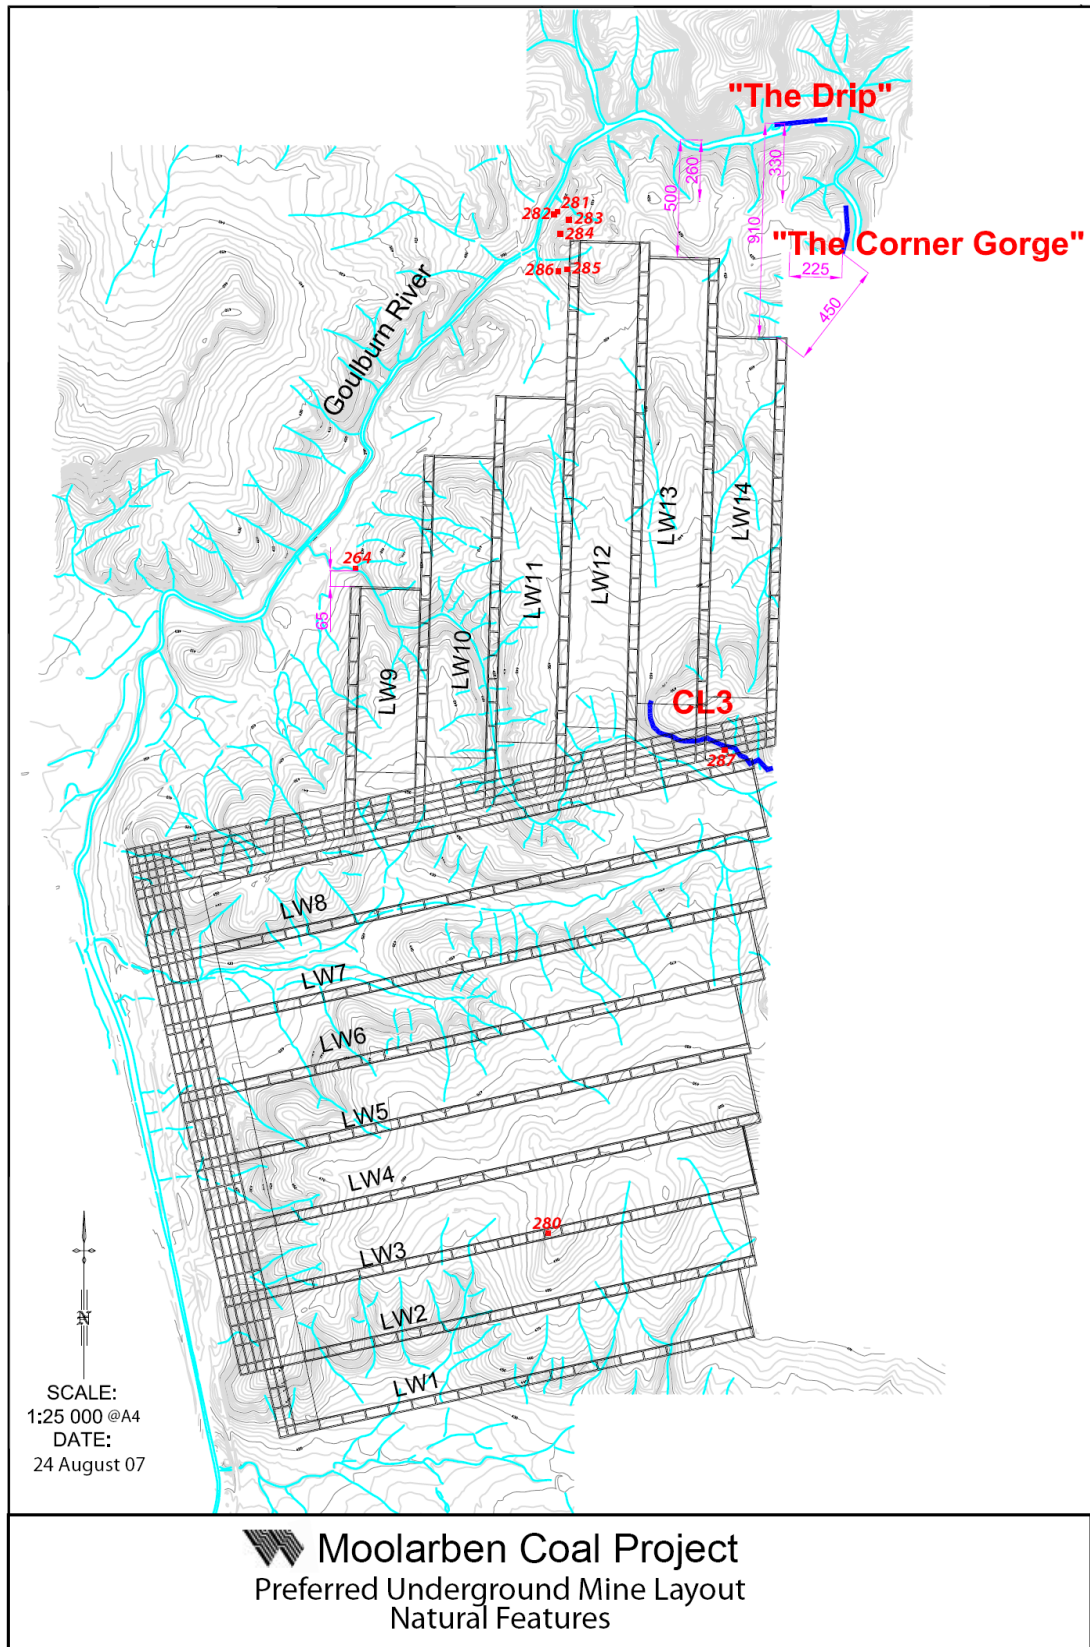 "The Drip"
260
330
500
910
281
282
283
284
"The Corner Gorge"
286
285
225
450
Goulburn River
264
65
LW9
LW10
LW11
LW12
LW13
LW14
CL3
287
LW8
LW7
LW6
LW5
LW4
280
LW3
LW2
LW1
N
SCALE:
1:25 000 @A4
DATE:
24 August 07
Moolarben Coal Project
Preferred Underground Mine Layout
Natural Features